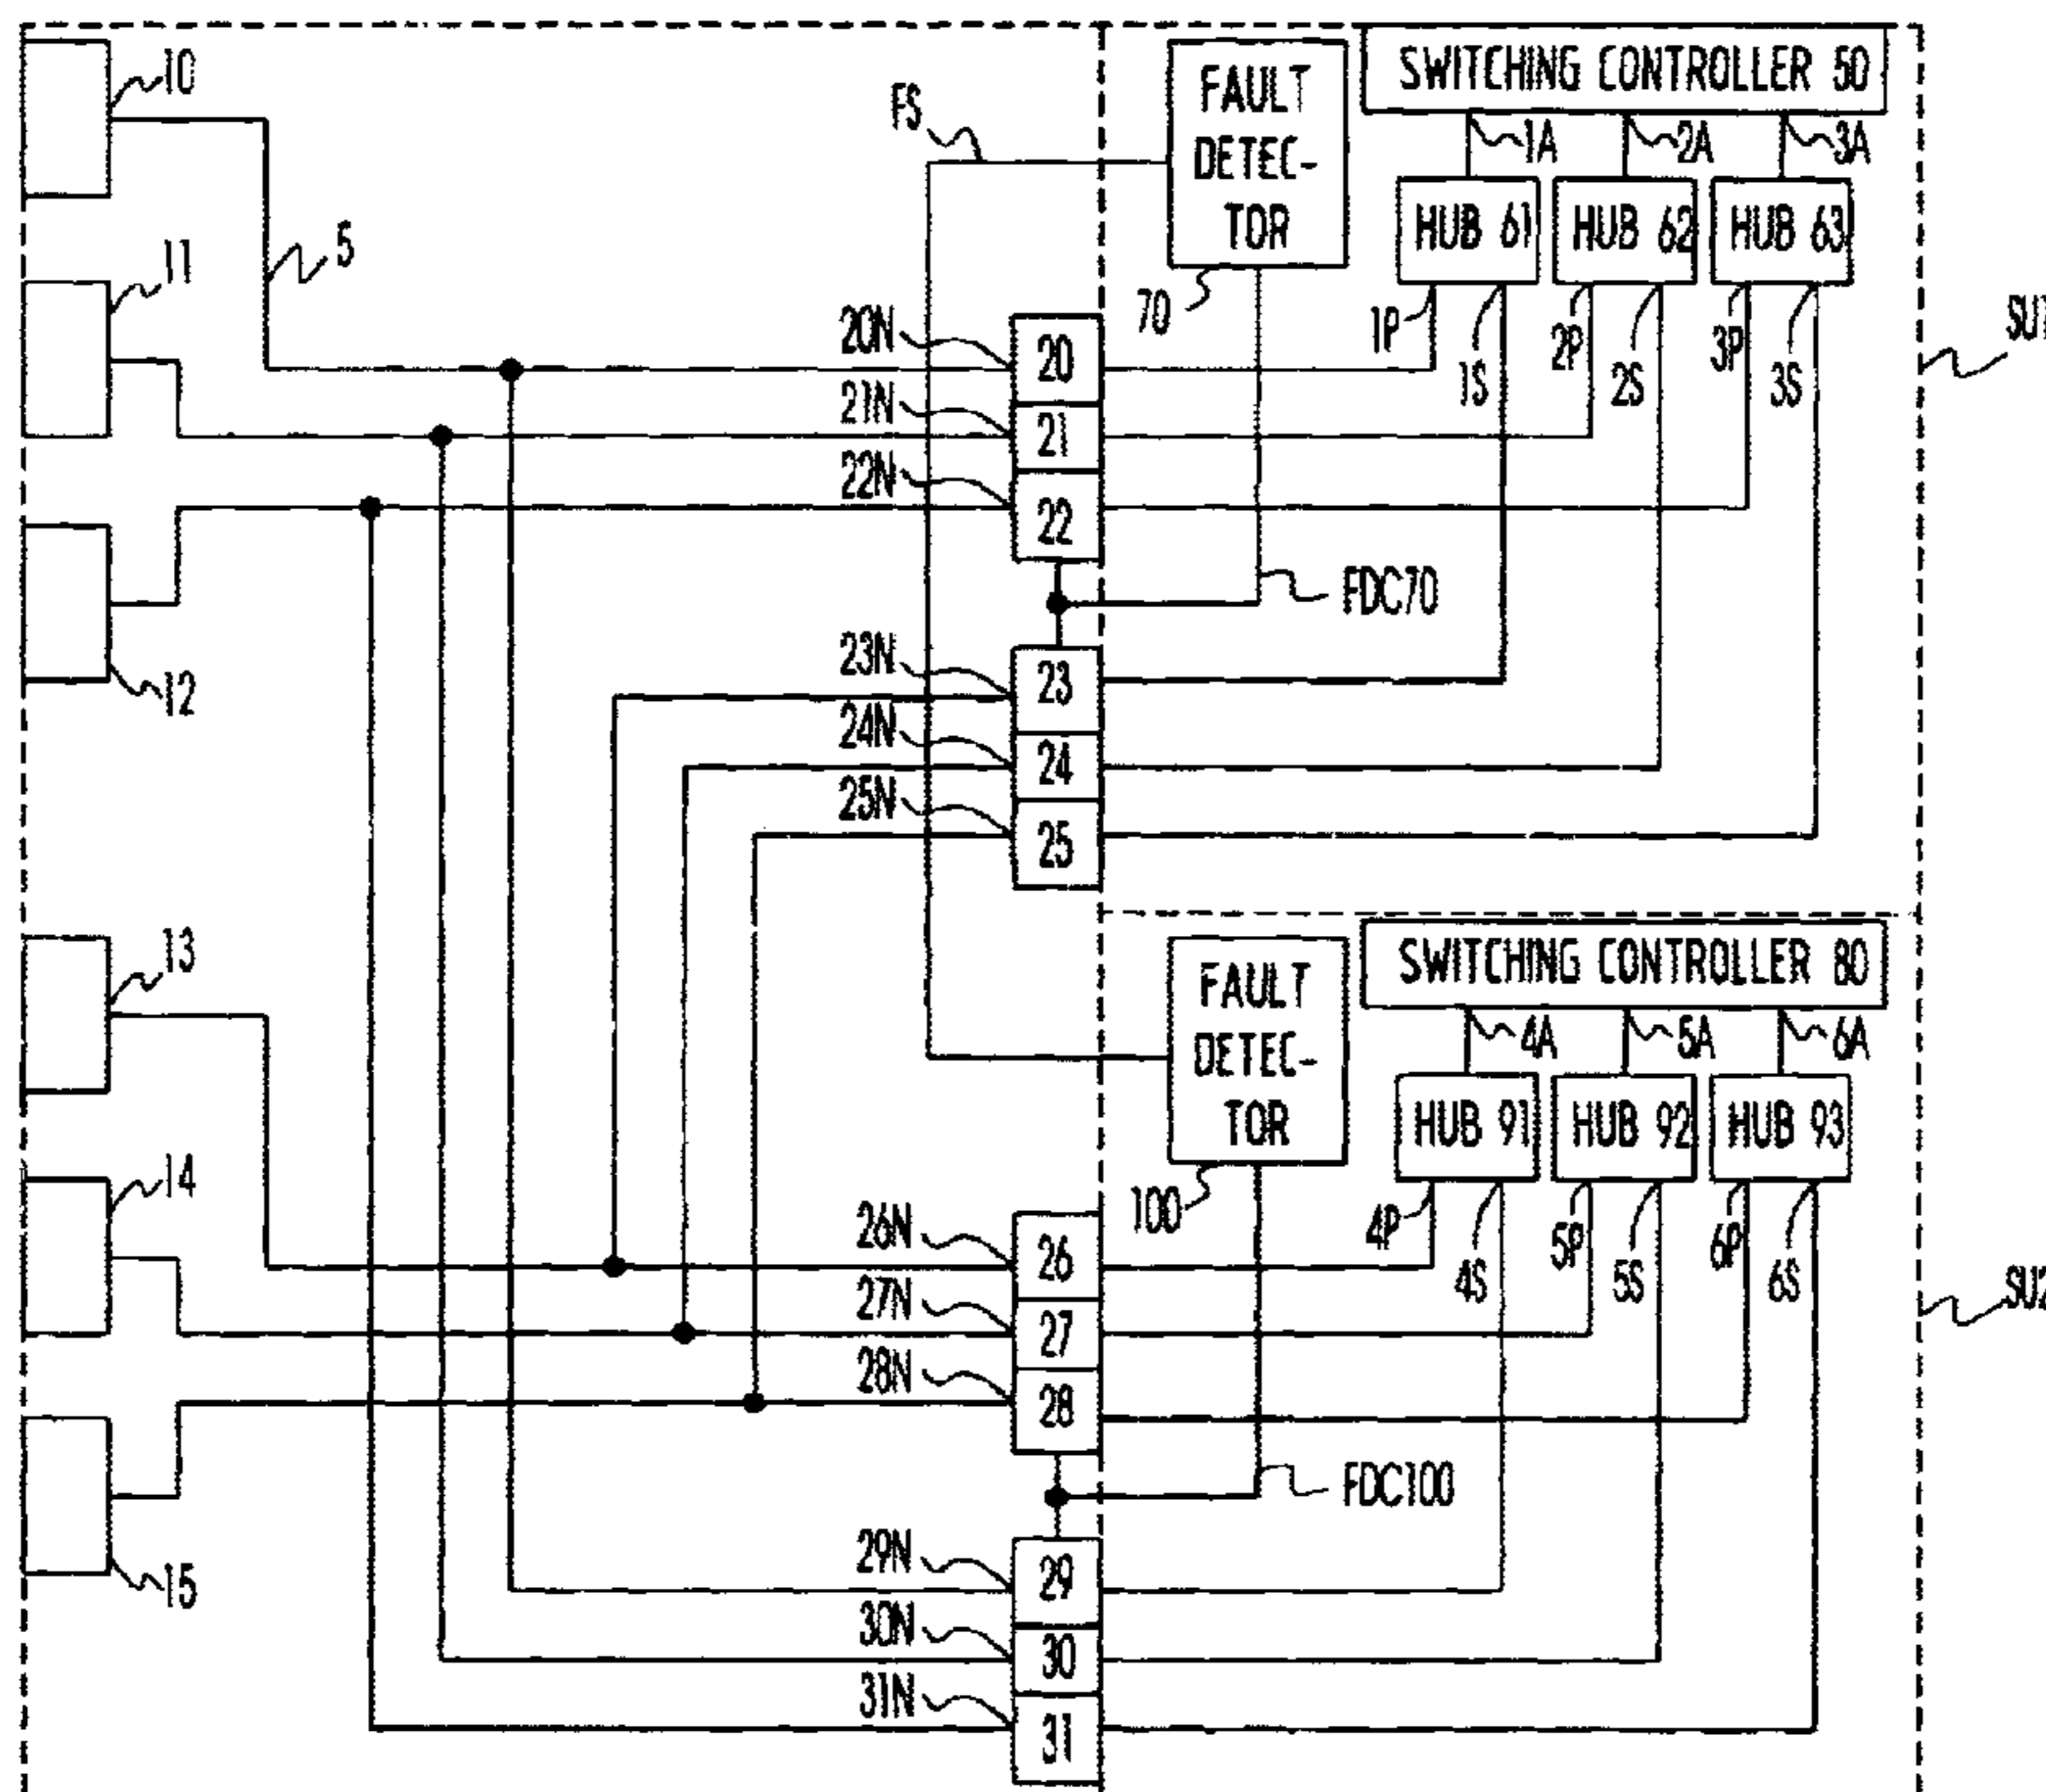 10
5
11
12
13
14
15
FS
20N
21N
22N
23N
24N
25N
26N
27N
28N
29N
30N
31N
20
21
22
23
24
25
26
27
28
29
30
31
FAULT
DETEC-
TOR
70
FDC70
SWITCHING CONTROLLER 50
1A
2A
3A
HUB 61
HUB 62
HUB 63
1P
1S
2P
2S
3P
3S
FAULT
DETEC-
TOR
100
FDC100
SWITCHING CONTROLLER 80
4A
5A
6A
HUB 91
HUB 92
HUB 93
4P
4S
5P
5S
6P
6S
SU1
SU2